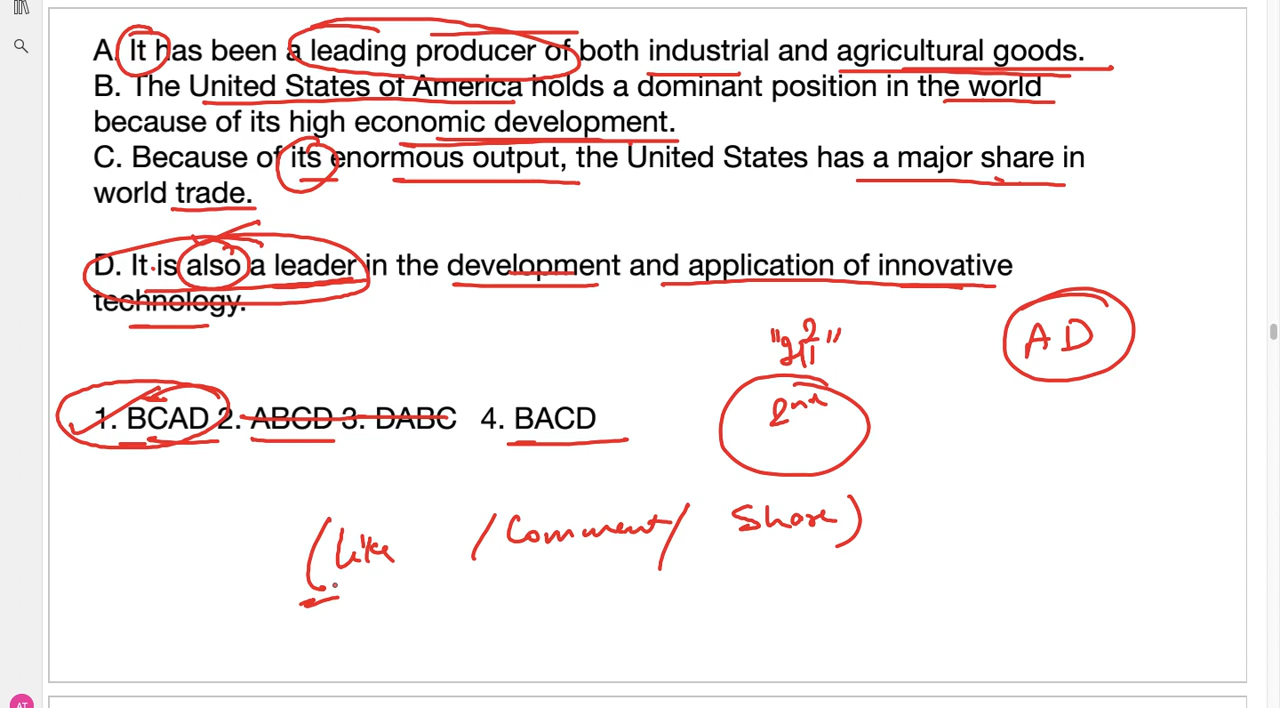 A. It has been a leading producer of both industrial and agricultural goods.
B. The United States of America holds a dominant position in the world
because of its high economic development.
C. Because of its enormous output, the United States has a major share in
world trade.
D. It is also a leader in the development and application of innovative
technology.
AD
1. BCAD 2. ABCD 3. DABC 4. BACD
2nd
(Like / Comment / Share)
AT